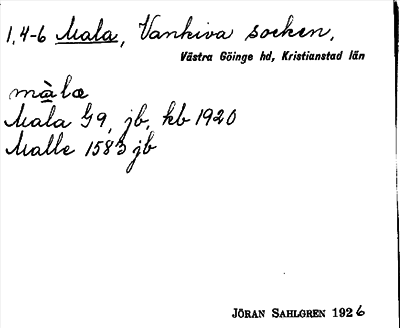 1,4-6 Mala, Vankiva socken,
Västra Göinge hd, Kristianstad län
màlæ
Mala G9, jb, kb 1920
Malle 1583 jb
JÖRAN SAHLGREN 1926